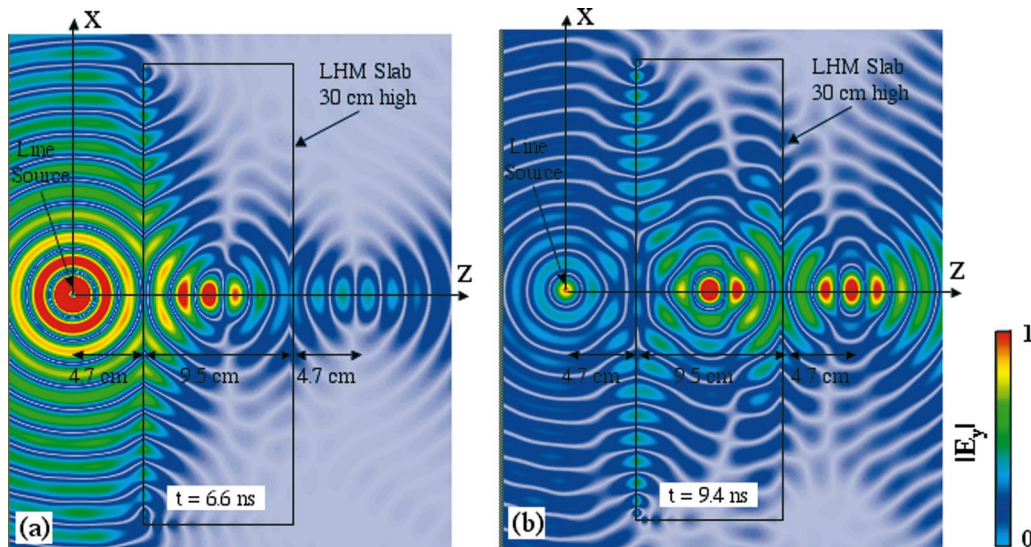 X
X
LHM Slab
30 cm high
LHM Slab
30 cm high
Line
Source
Line
Source
Z
Z
4.7 cm
9.5 cm
4.7 cm
4.7 cm
9.5 cm
4.7 cm
1
|E_y|
0
t = 6.6 ns
t = 9.4 ns
(a)
(b)